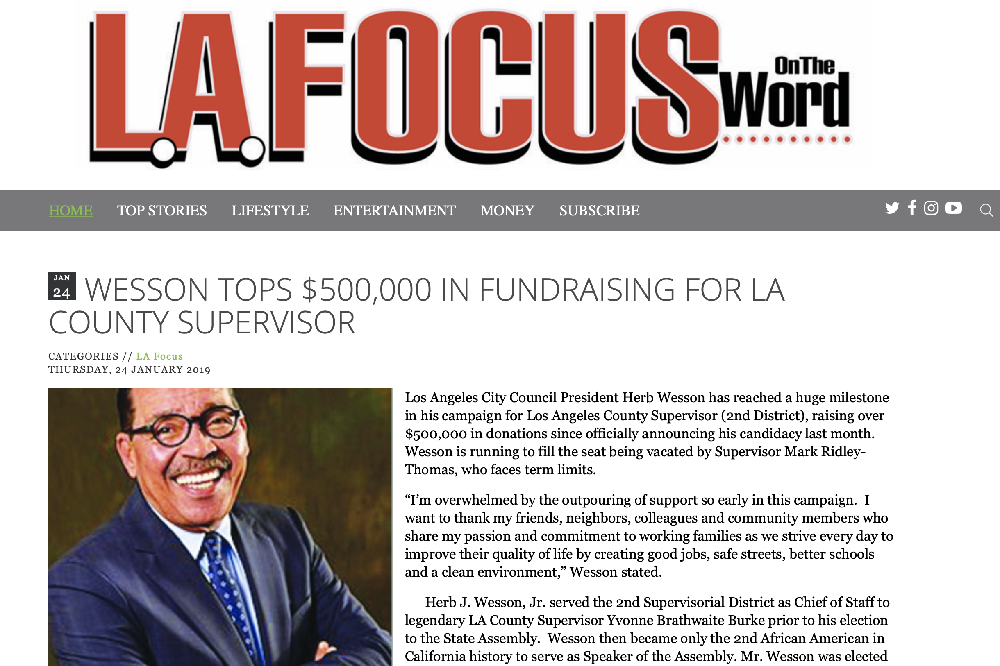 L.A. FOCUS
OnThe
Word
HOME TOP STORIES LIFESTYLE ENTERTAINMENT MONEY SUBSCRIBE
JAN
24
WESSON TOPS $500,000 IN FUNDRAISING FOR LA
COUNTY SUPERVISOR
CATEGORIES // LA Focus
THURSDAY, 24 JANUARY 2019
Los Angeles City Council President Herb Wesson has reached a huge milestone
in his campaign for Los Angeles County Supervisor (2nd District), raising over
$500,000 in donations since officially announcing his candidacy last month.
Wesson is running to fill the seat being vacated by Supervisor Mark Ridley-
Thomas, who faces term limits.
“I’m overwhelmed by the outpouring of support so early in this campaign.  I
want to thank my friends, neighbors, colleagues and community members who
share my passion and commitment to working families as we strive every day to
improve their quality of life by creating good jobs, safe streets, better schools
and a clean environment,” Wesson stated.
Herb J. Wesson, Jr. served the 2nd Supervisorial District as Chief of Staff to
legendary LA County Supervisor Yvonne Brathwaite Burke prior to his election
to the State Assembly.  Wesson then became only the 2nd African American in
California history to serve as Speaker of the Assembly. Mr. Wesson was elected